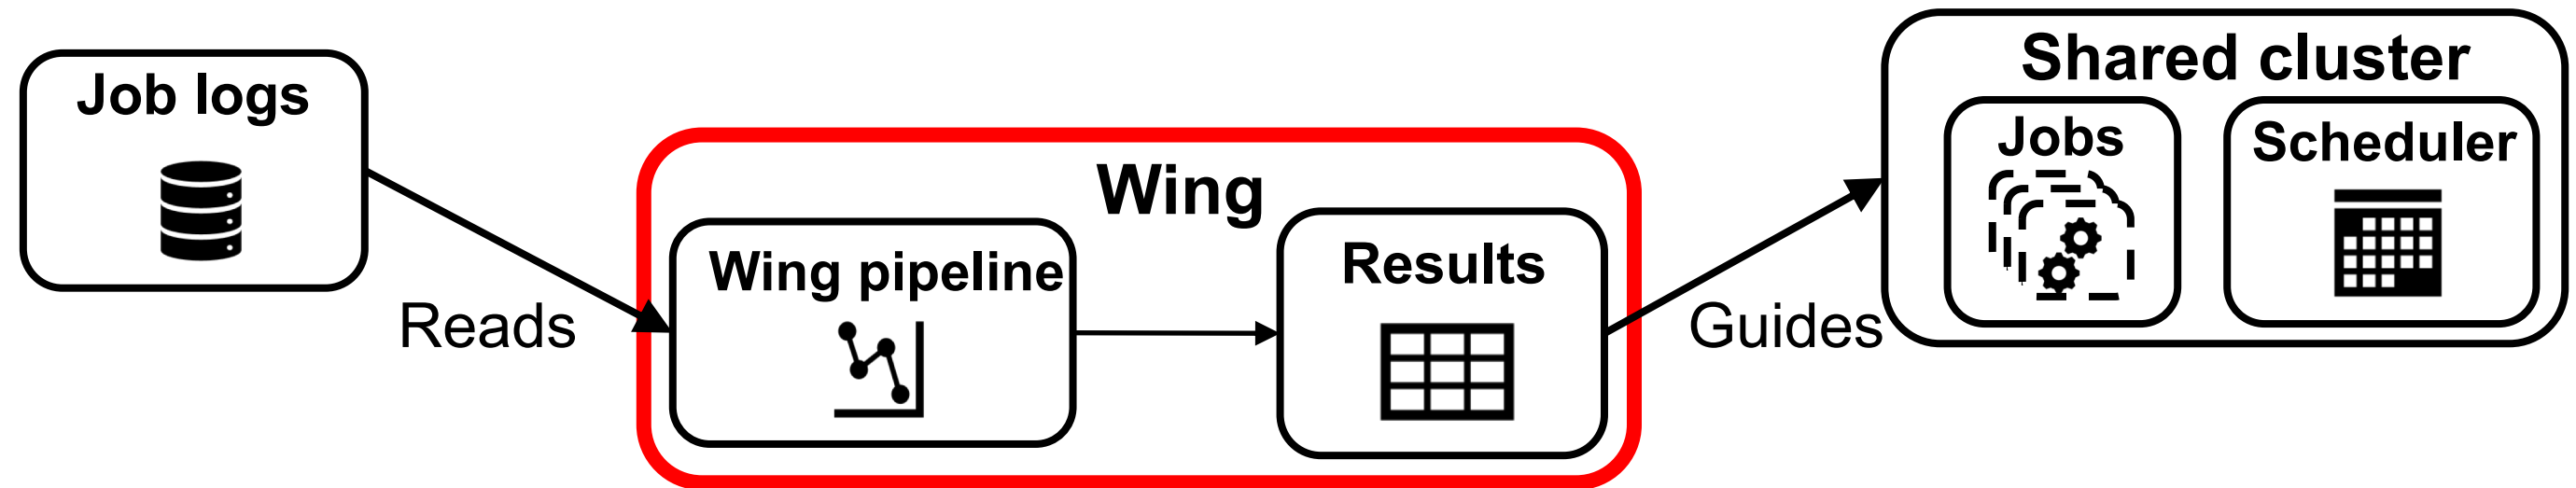 Job logs
Reads
Wing
Wing pipeline
Results
Guides
Shared cluster
Jobs
Scheduler